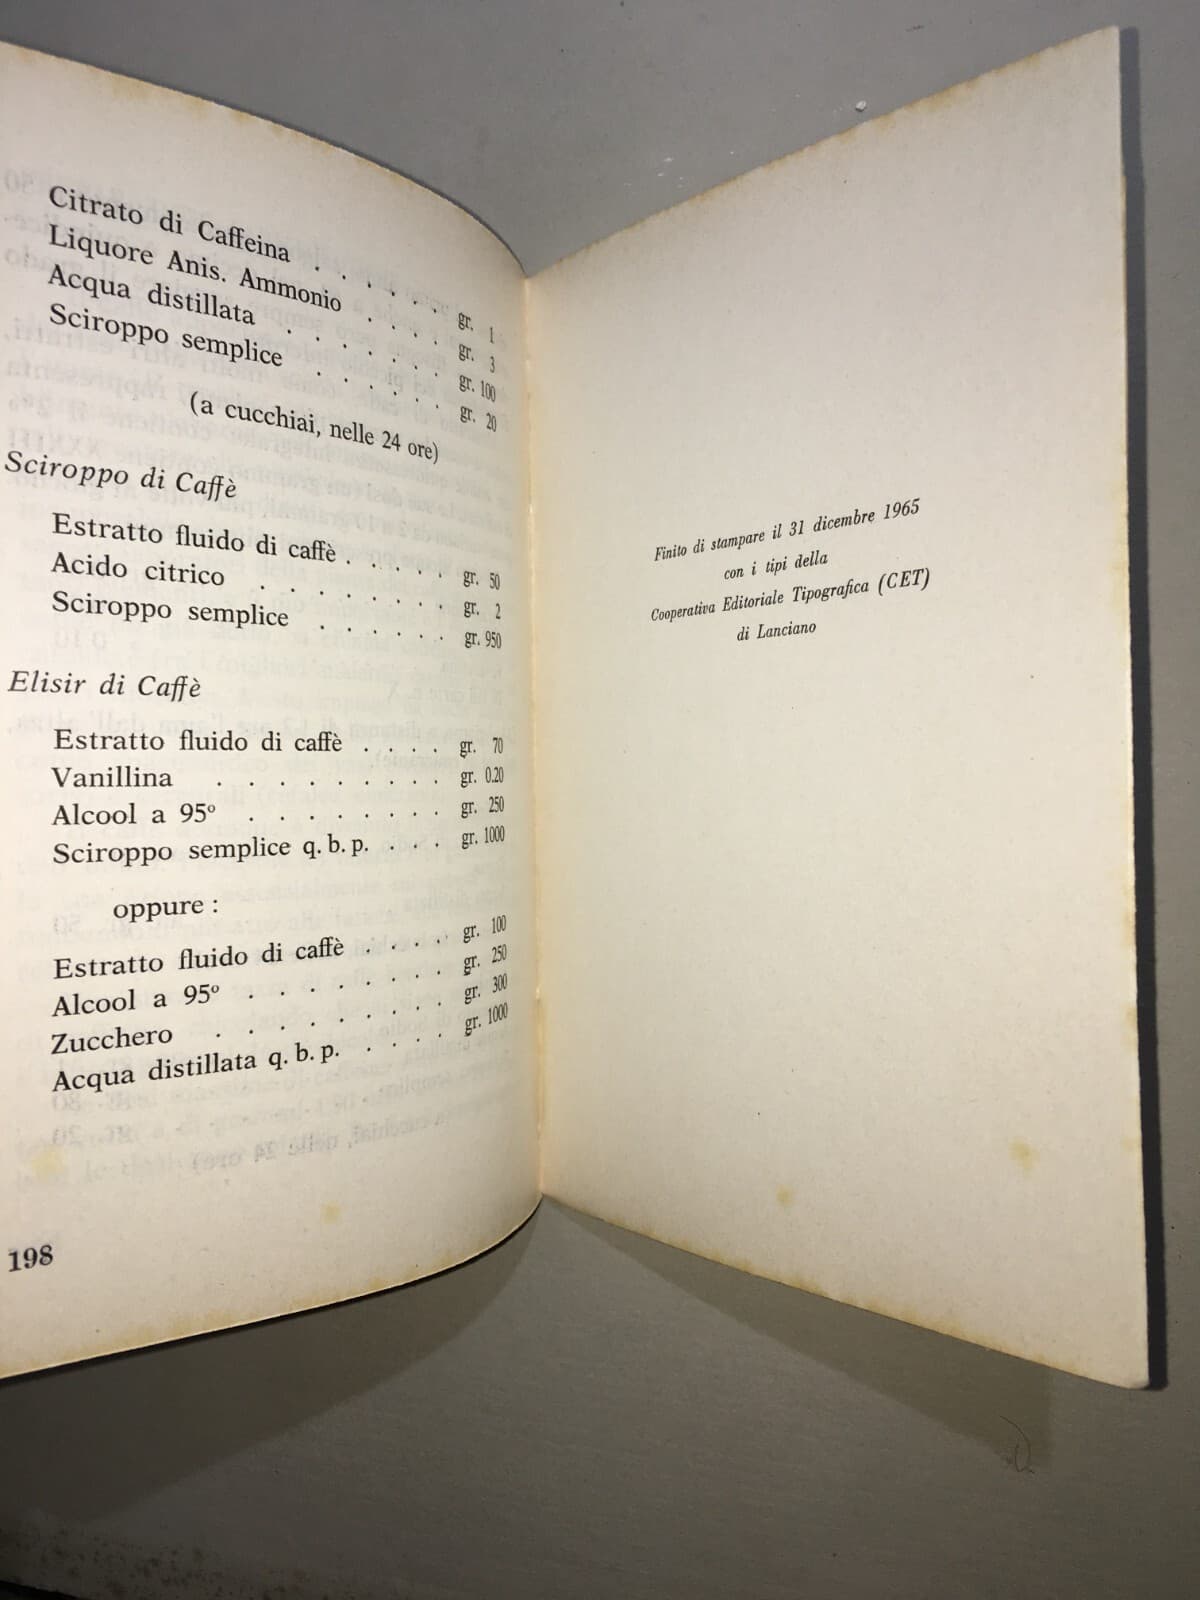 Citrato di Caffeina . . . . . . gr. 1
Liquore Anis. Ammonio . . . . gr. 3
Acqua distillata . . . . . . . gr. 100
Sciroppo semplice . . . . . . gr. 20
(a cucchiai, nelle 24 ore)
Sciroppo di Caffè
Estratto fluido di caffè . . . . . gr. 50
Acido citrico . . . . . . . gr. 2
Sciroppo semplice . . . . . . gr. 950
Elisir di Caffè
Estratto fluido di caffè . . . . gr. 70
Vanillina . . . . . . . . gr. 0.20
Alcool a 95° . . . . . . . gr. 250
Sciroppo semplice q. b. p. . . . gr. 1000
oppure :
Estratto fluido di caffè . . . . gr. 100
Alcool a 95° . . . . . . . gr. 250
Zucchero . . . . . . . . gr. 300
Acqua distillata q. b. p. . . . . gr. 1000
198
Finito di stampare il 31 dicembre 1965
con i tipi della
Cooperativa Editoriale Tipografica (CET)
di Lanciano